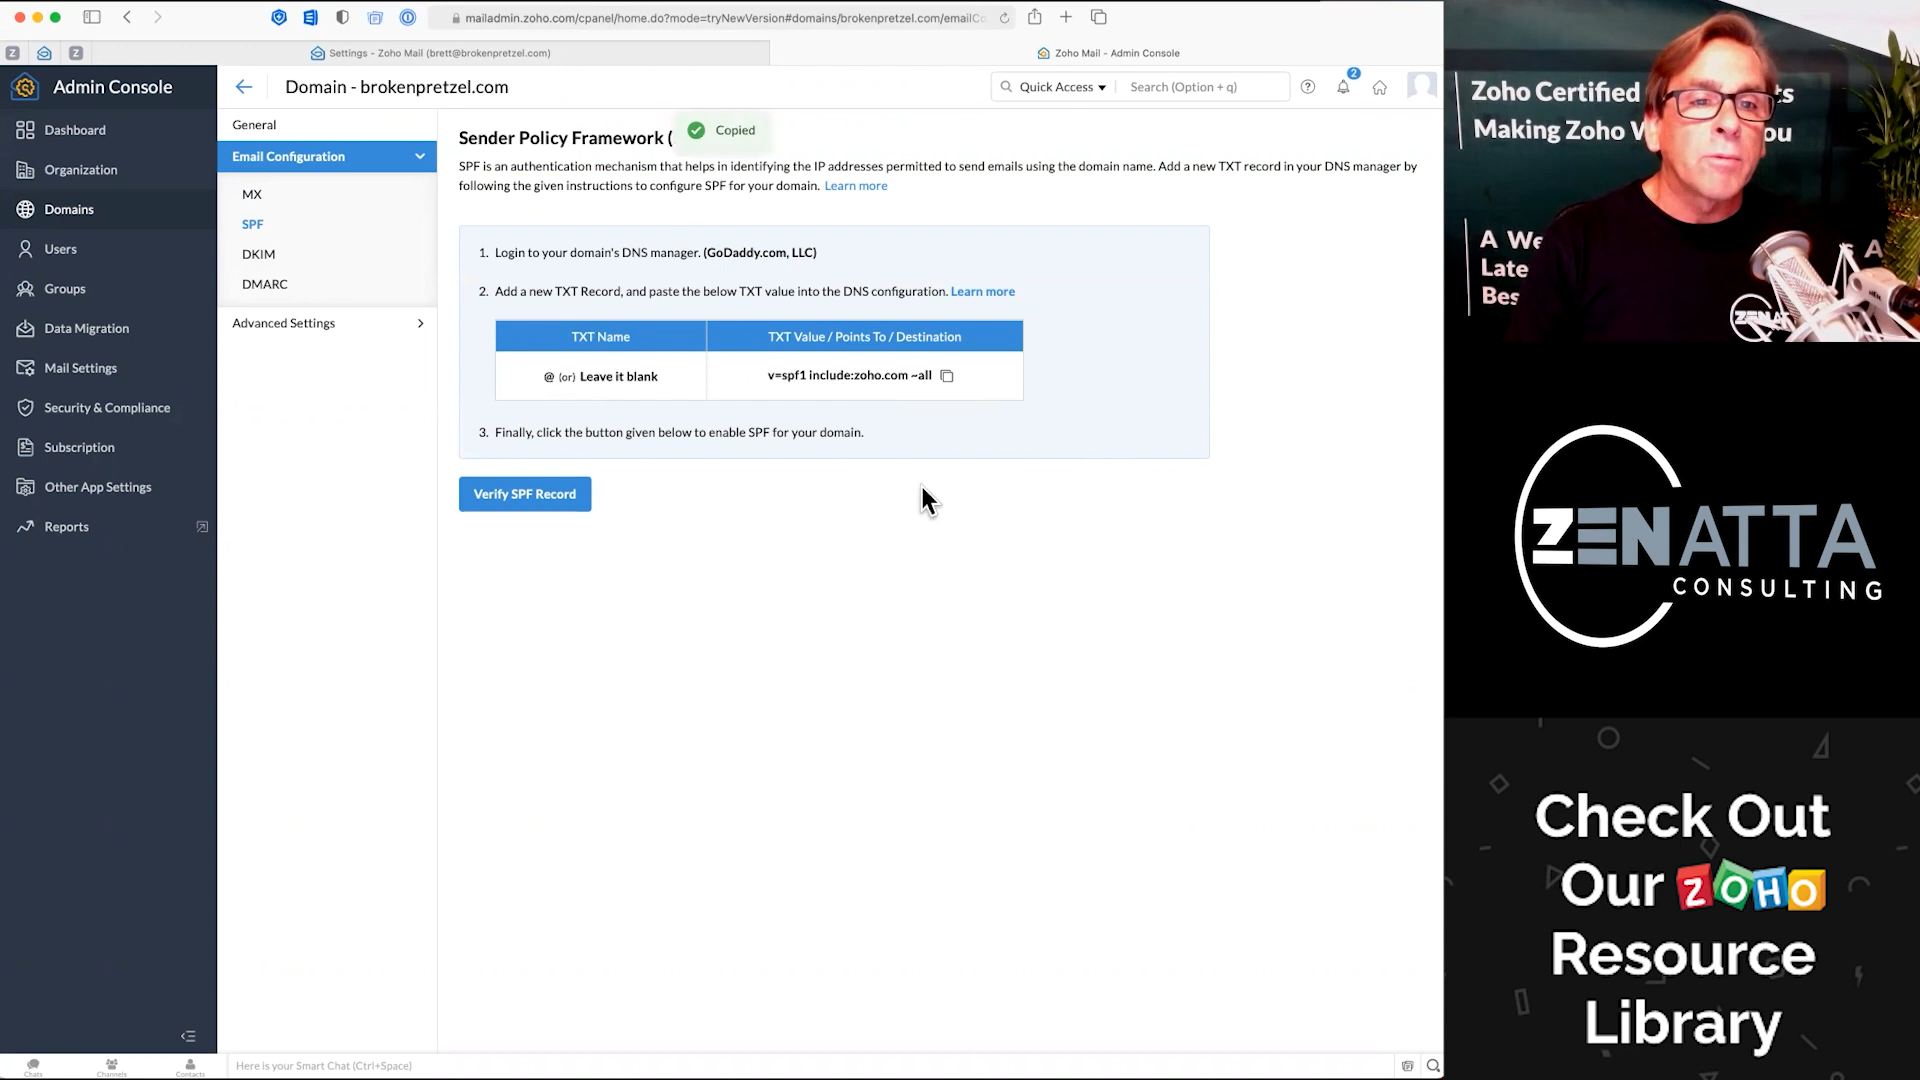 mailadmin.zoho.com/cpanel/home.do?mode=tryNewVersion#domains/brokenpretzel.com/emailCo
Settings - Zoho Mail (brett@brokenpretzel.com)
Zoho Mail - Admin Console
Admin Console
Domain - brokenpretzel.com
Quick Access
Search (Option + q)
2
Dashboard
Organization
Domains
Users
Groups
Data Migration
Mail Settings
Security & Compliance
Subscription
Other App Settings
Reports
General
Email Configuration
MX
SPF
DKIM
DMARC
Advanced Settings
Sender Policy Framework (
Copied
SPF is an authentication mechanism that helps in identifying the IP addresses permitted to send emails using the domain name. Add a new TXT record in your DNS manager by
following the given instructions to configure SPF for your domain. Learn more
1. Login to your domain's DNS manager. (GoDaddy.com, LLC)
2. Add a new TXT Record, and paste the below TXT value into the DNS configuration. Learn more
TXT Name
TXT Value / Points To / Destination
@ (or) Leave it blank
v=spf1 include:zoho.com ~all
3. Finally, click the button given below to enable SPF for your domain.
Verify SPF Record
Chats
Channels
Contacts
Here is your Smart Chat (Ctrl+Space)
Zoho Certified
Making Zoho W
ou
A We
Late
Bes
A
ZENATTA
CONSULTING
Check Out
Our ZOHO
Resource
Library